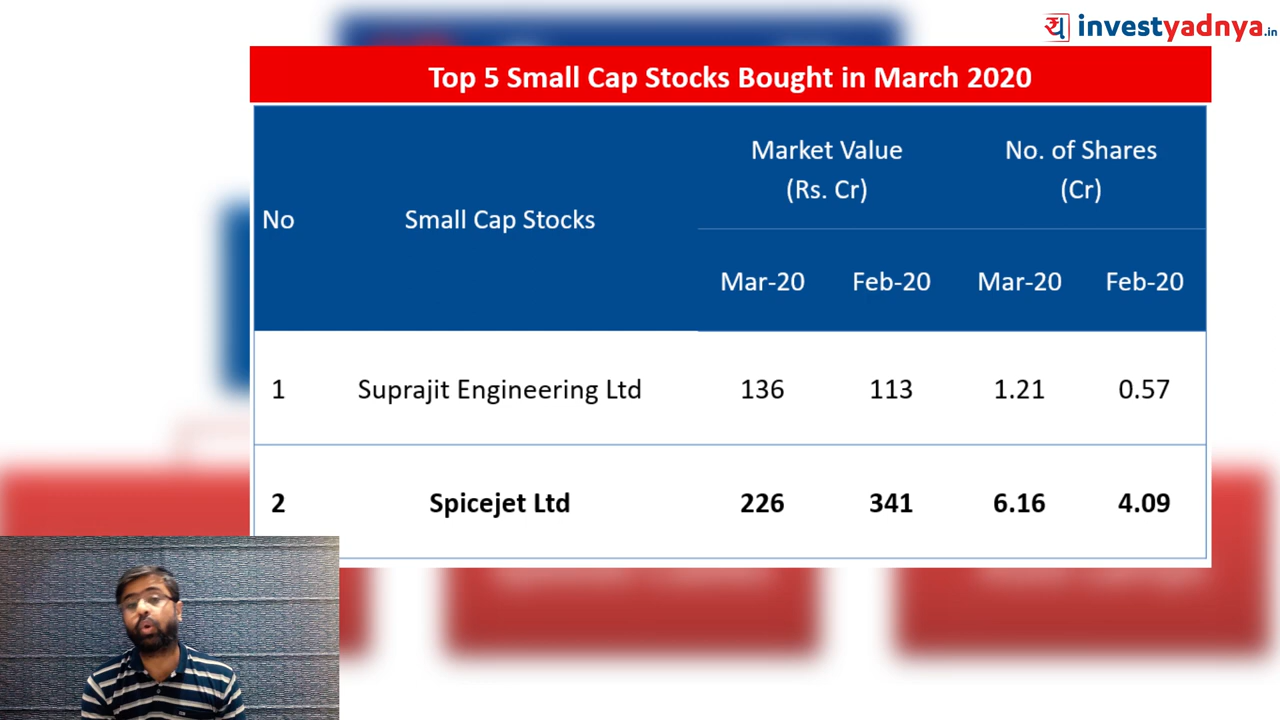 investyadnya.in
Top 5 Small Cap Stocks Bought in March 2020
No Small Cap Stocks Market Value (Rs. Cr) No. of Shares (Cr)
Mar-20 Feb-20 Mar-20 Feb-20
1 Suprajit Engineering Ltd 136 113 1.21 0.57
2 Spicejet Ltd 226 341 6.16 4.09